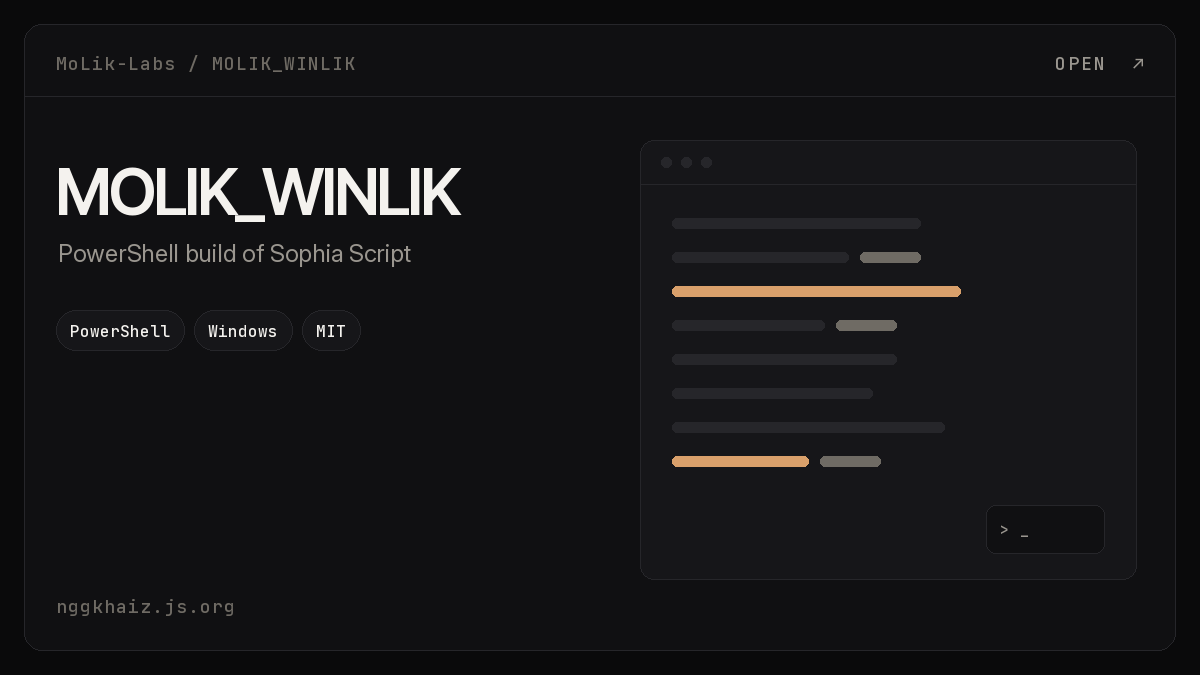 MoLik-Labs / MOLIK_WINLIK
OPEN ↗
MOLIK_WINLIK
PowerShell build of Sophia Script
PowerShell
Windows
MIT
> _
nggkhaiz.js.org